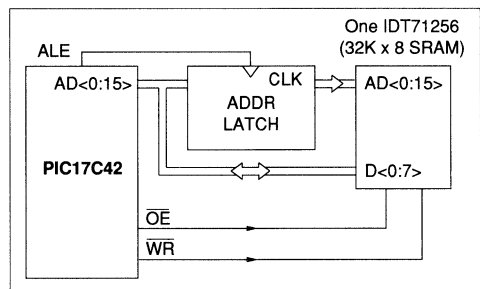 One IDT71256
(32K x 8 SRAM)
ALE
AD<0:15>
CLK
ADDR
LATCH
AD<0:15>
PIC17C42
D<0:7>
OE
WR